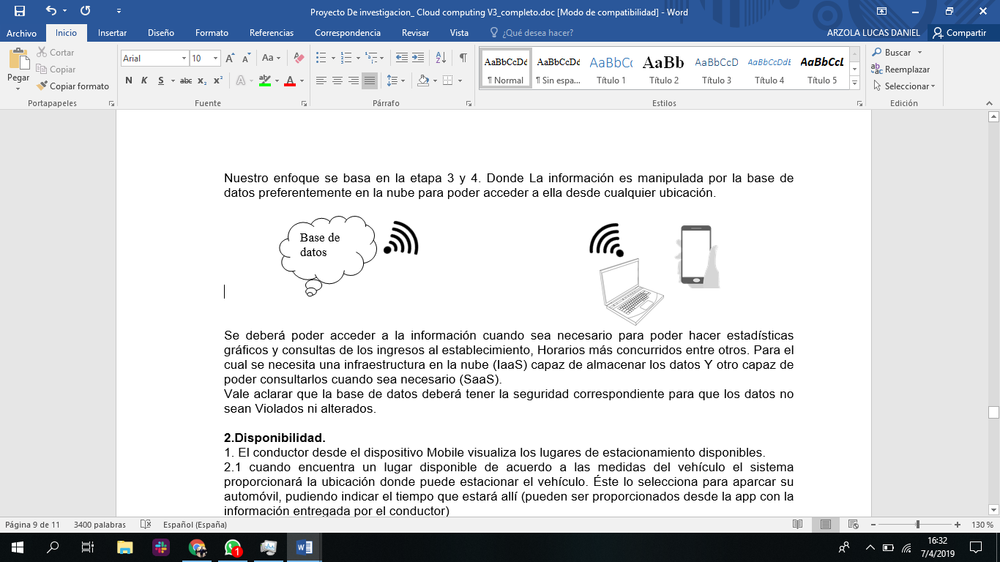 Proyecto De investigacion_ Cloud computing V3_completo.doc [Modo de compatibilidad] - Word
Archivo Inicio Insertar Diseño Formato Referencias Correspondencia Revisar Vista ¿Qué desea hacer? ARZOLA LUCAS DANIEL Compartir
Pegar
Cortar
Copiar
Copiar formato
Portapapeles
Arial 10
Aa
N K S abc x₂ x²
A ab A
Fuente
Párrafo
AaBbCcDc AaBbCcDc AaBbCc AaBb AaBbCcD AaBbCcDdE AaBbCcL
¶ Normal ¶ Sin espa... Título 1 Título 2 Título 3 Título 4 Título 5
Estilos
Buscar
Reemplazar
Seleccionar
Edición
Nuestro enfoque se basa en la etapa 3 y 4. Donde La información es manipulada por la base de
datos preferentemente en la nube para poder acceder a ella desde cualquier ubicación.
Base de
datos
Se deberá poder acceder a la información cuando sea necesario para poder hacer estadísticas
gráficos y consultas de los ingresos al establecimiento, Horarios más concurridos entre otros. Para el
cual se necesita una infraestructura en la nube (IaaS) capaz de almacenar los datos Y otro capaz de
poder consultarlos cuando sea necesario (SaaS).
Vale aclarar que la base de datos deberá tener la seguridad correspondiente para que los datos no
sean Violados ni alterados.
2.Disponibilidad.
1. El conductor desde el dispositivo Mobile visualiza los lugares de estacionamiento disponibles.
2.1 cuando encuentra un lugar disponible de acuerdo a las medidas del vehículo el sistema
proporcionará la ubicación donde puede estacionar el vehículo. Éste lo selecciona para aparcar su
automóvil, pudiendo indicar el tiempo que estará allí (pueden ser proporcionados desde la app con la
información entregada por el conductor)
Página 9 de 11 3400 palabras Español (España) 130 %
1
16:32
7/4/2019